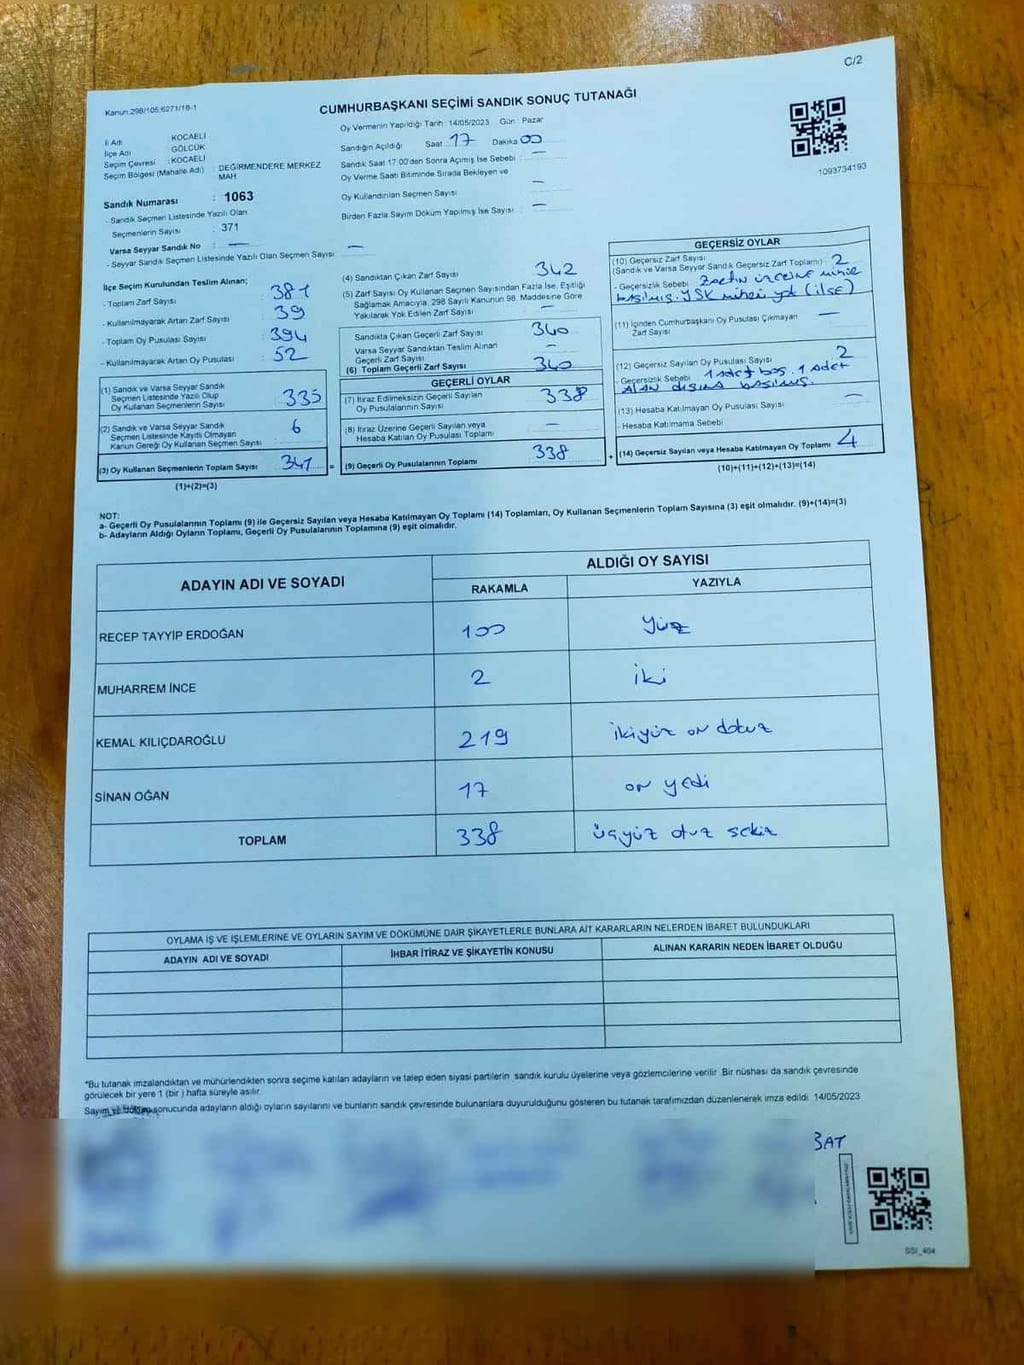 C/2
Kanun:298/105;6271/18-1
CUMHURBAŞKANI SEÇİMİ SANDIK SONUÇ TUTANAĞI
İl Adı : KOCAELİ
İlçe Adı : GÖLCÜK
Seçim Çevresi : KOCAELİ
Seçim Bölgesi (Mahalle Adı) : DEĞİRMENDERE MERKEZ MAH.
Sandık Numarası : 1063
- Sandık Seçmen Listesinde Yazılı Olan
Seçmenlerin Sayısı : 371
Varsa Seyyar Sandık No : —
- Seyyar Sandık Seçmen Listesinde Yazılı Olan Seçmen Sayısı : —
Oy Vermenin Yapıldığı Tarih : 14/05/2023 Gün : Pazar
Sandığın Açıldığı Saat : 17 Dakika 00
Sandık Saat 17:00'den Sonra Açımış İse Sebebi : —
Oy Verme Saati Bitiminde Sırada Bekleyen ve
Oy Kullandırılan Seçmen Sayısı —
Birden Fazla Sayım Döküm Yapılmış İse Sayısı : —
1093734193
İlçe Seçim Kurulundan Teslim Alınan;
- Toplam Zarf Sayısı : 381
- Kullanılmayarak Artan Zarf Sayısı : 39
- Toplam Oy Pusulası Sayısı : 394
- Kullanılmayarak Artan Oy Pusulası : 52
(1) Sandık ve Varsa Seyyar Sandık
Seçmen Listesinde Yazılı Olup
Oy Kullanan Seçmenlerin Sayısı 335
(2) Sandık ve Varsa Seyyar Sandık
Seçmen Listesinde Kayıtlı Olmayan
Kanun Gereği Oy Kullanan Seçmen Sayısı 6
(3) Oy Kullanan Seçmenlerin Toplam Sayısı 341 =
(1)+(2)=(3)
(4) Sandıktan Çıkan Zarf Sayısı 342
(5) Zarf Sayısı Oy Kullanan Seçmen Sayısından Fazla İse, Eşitliği
Sağlamak Amacıyla; 298 Sayılı Kanunun 98. Maddesine Göre
Yakılarak Yok Edilen Zarf Sayısı —
Sandıkta Çıkan Geçerli Zarf Sayısı 340
Varsa Seyyar Sandıktan Teslim Alınan
Geçerli Zarf Sayısı —
(6) Toplam Geçerli Zarf Sayısı 340
GEÇERLİ OYLAR
(7) İtiraz Edilmeksizin Geçerli Sayılan
Oy Pusulalarının Sayısı 338
(8) İtiraz Üzerine Geçerli Sayılan veya
Hesaba Katılan Oy Pusulası Toplamı —
(9) Geçerli Oy Pusulalarının Toplamı 338 +
GEÇERSİZ OYLAR
(10) Geçersiz Zarf Sayısı
(Sandık ve Varsa Seyyar Sandık Geçersiz Zarf Toplamı) : 2
- Geçersizlik Sebebi : Zarfın üzerine mühür
basılmış. YSK mührü yok (ilçe)
(11) İçinden Cumhurbaşkanı Oy Pusulası Çıkmayan
Zarf Sayısı —
(12) Geçersiz Sayılan Oy Pusulası Sayısı 2
- Geçersizlik Sebebi : 1 adet boş. 1 adet
Alan dışına basılmış.
(13) Hesaba Katılmayan Oy Pusulası Sayısı —
- Hesaba Katılmama Sebebi
(14) Geçersiz Sayılan veya Hesaba Katılmayan Oy Toplamı 4
(10)+(11)+(12)+(13)=(14)
NOT:
a- Geçerli Oy Pusulalarının Toplamı (9) ile Geçersiz Sayılan veya Hesaba Katılmayan Oy Toplamı (14) Toplamları, Oy Kullanan Seçmenlerin Toplam Sayısına (3) eşit olmalıdır. (9)+(14)=(3)
b- Adayların Aldığı Oyların Toplamı, Geçerli Oy Pusulalarının Toplamına (9) eşit olmalıdır.
ADAYIN ADI VE SOYADI ALDIĞI OY SAYISI
RAKAMLA YAZIYLA
RECEP TAYYİP ERDOĞAN 100 yüz
MUHARREM İNCE 2 iki
KEMAL KILIÇDAROĞLU 219 ikiyüz on dokuz
SİNAN OĞAN 17 on yedi
TOPLAM 338 üçyüz otuz sekiz
OYLAMA İŞ VE İŞLEMLERİNE VE OYLARIN SAYIM VE DÖKÜMÜNE DAİR ŞİKAYETLERLE BUNLARA AİT KARARLARIN NELERDEN İBARET BULUNDUKLARI
ADAYIN ADI VE SOYADI İHBAR İTİRAZ VE ŞİKAYETİN KONUSU ALINAN KARARIN NEDEN İBARET OLDUĞU
*Bu tutanak imzalandıktan ve mühürlendikten sonra seçime katılan adayların ve talep eden siyasi partilerin sandık kurulu üyelerine veya gözlemcilerine verilir. Bir nüshası da sandık çevresinde
görülecek bir yere 1 (bir) hafta süreyle asılır.
Sayım ve döküm sonucunda adayların aldığı oyların sayılarını ve bunların sandık çevresinde bulunanlara duyurulduğunu gösteren bu tutanak tarafımızdan düzenlenerek imza edildi. 14/05/2023
BAT
SSI_404